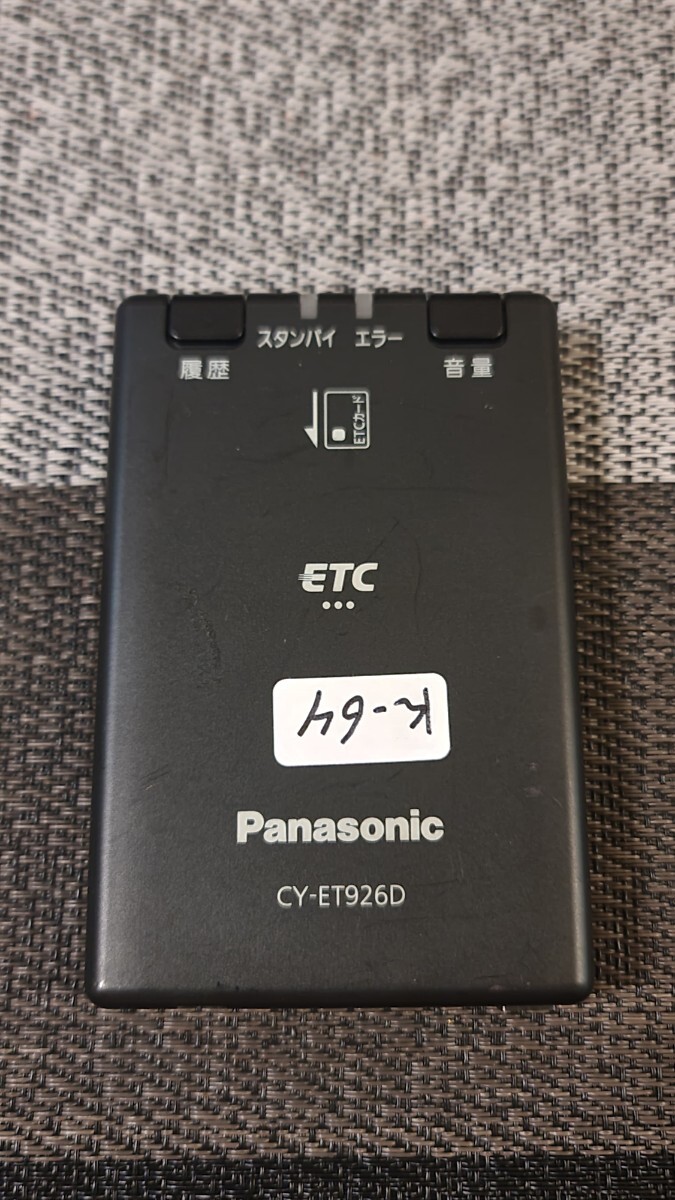 スタンバイ エラー
履歴 音量
ETCカード
ETC
K-64
Panasonic
CY-ET926D